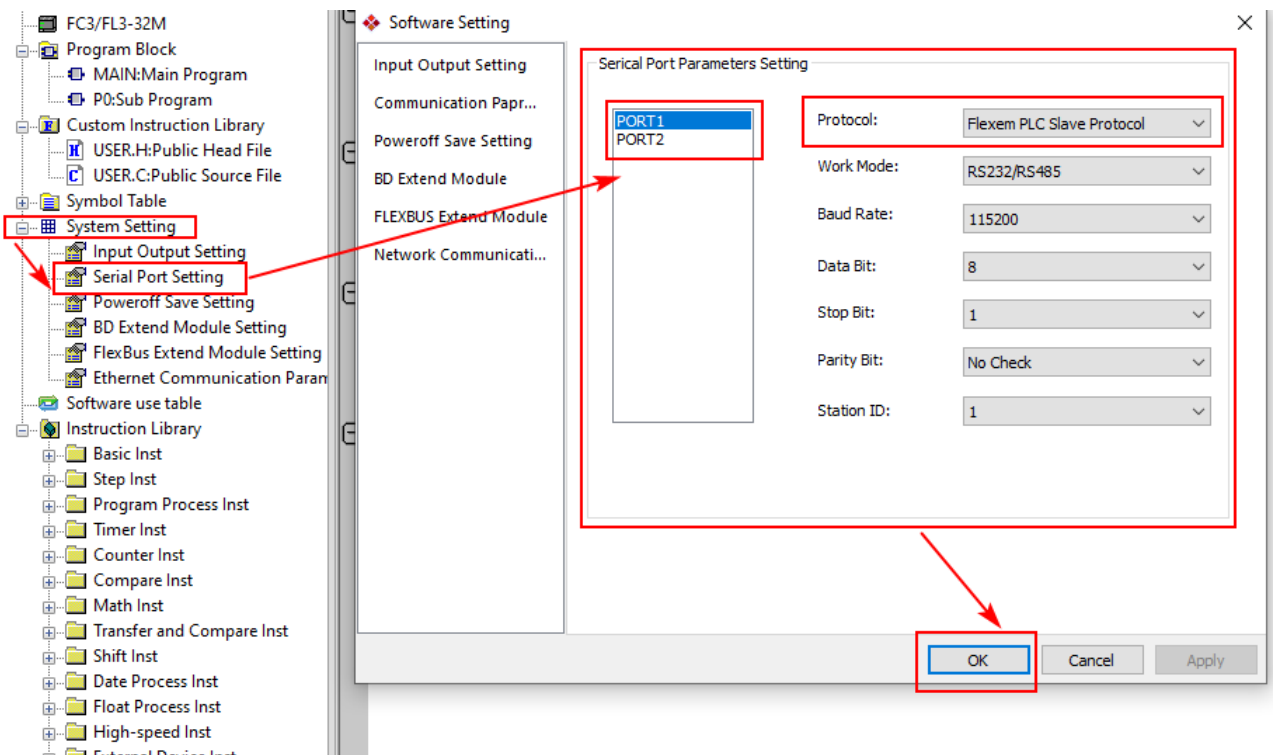 FC3/FL3-32M
Program Block
MAIN:Main Program
P0:Sub Program
Custom Instruction Library
USER.H:Public Head File
USER.C:Public Source File
Symbol Table
System Setting
Input Output Setting
Serial Port Setting
Poweroff Save Setting
BD Extend Module Setting
FlexBus Extend Module Setting
Ethernet Communication Param
Software use table
Instruction Library
Basic Inst
Step Inst
Program Process Inst
Timer Inst
Counter Inst
Compare Inst
Math Inst
Transfer and Compare Inst
Shift Inst
Date Process Inst
Float Process Inst
High-speed Inst
External Device Inst
Software Setting
Input Output Setting
Communication Papr...
Poweroff Save Setting
BD Extend Module
FLEXBUS Extend Module
Network Communicati...
Serical Port Parameters Setting
PORT1
PORT2
Protocol: Flexem PLC Slave Protocol
Work Mode: RS232/RS485
Baud Rate: 115200
Data Bit: 8
Stop Bit: 1
Parity Bit: No Check
Station ID: 1
OK Cancel Apply